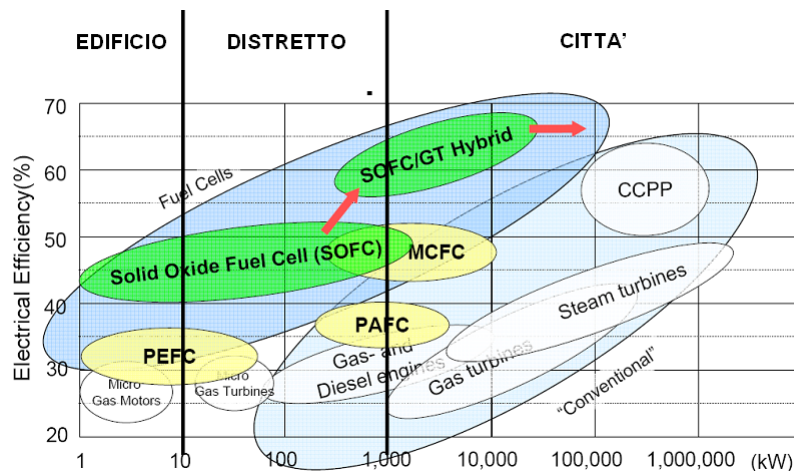 EDIFICIO
DISTRETTO
CITTA’
Electrical Efficiency(%)
70
60
50
40
30
20
Fuel Cells
SOFC/GT Hybrid
CCPP
Solid Oxide Fuel Cell (SOFC)
MCFC
Steam turbines
PAFC
PEFC
Gas- and
Diesel engines
Gas turbines
Micro
Gas Motors
Micro
Gas Turbines
“Conventional”
1
10
100
1,000
10,000
100,000
1,000,000
(kW)